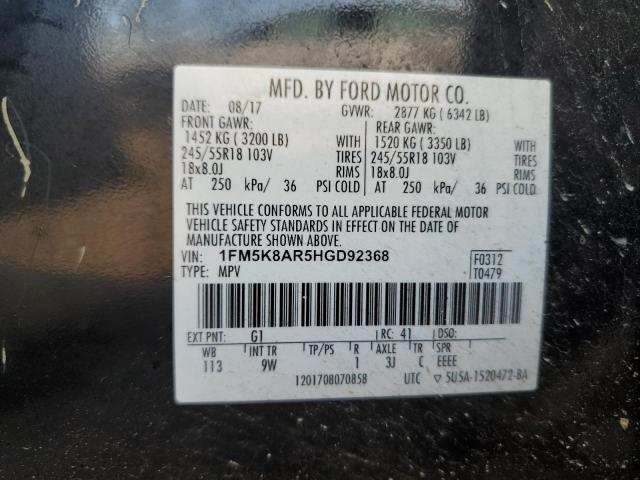 MFD. BY FORD MOTOR CO.
DATE: 08/17 GVWR: 2877 KG ( 6342 LB)
FRONT GAWR: REAR GAWR:
1452 KG ( 3200 LB) WITH 1520 KG ( 3350 LB) WITH
245/55R18 103V TIRES 245/55R18 103V TIRES
18x8.0J RIMS 18x8.0J RIMS
AT 250 kPa/ 36 PSI COLD AT 250 kPa/ 36 PSI COLD
THIS VEHICLE CONFORMS TO ALL APPLICABLE FEDERAL MOTOR
VEHICLE SAFETY STANDARDS IN EFFECT ON THE DATE OF
MANUFACTURE SHOWN ABOVE.
VIN: 1FM5K8AR5HGD92368 F0312
TYPE: MPV T0479
EXT PNT: G1 RC: 41 DSO:
WB INT TR TP/PS R AXLE TR SPR
113 9W 1 3J C EEEE
1201708070858 UTC ▽ 5U5A-1520472-BA